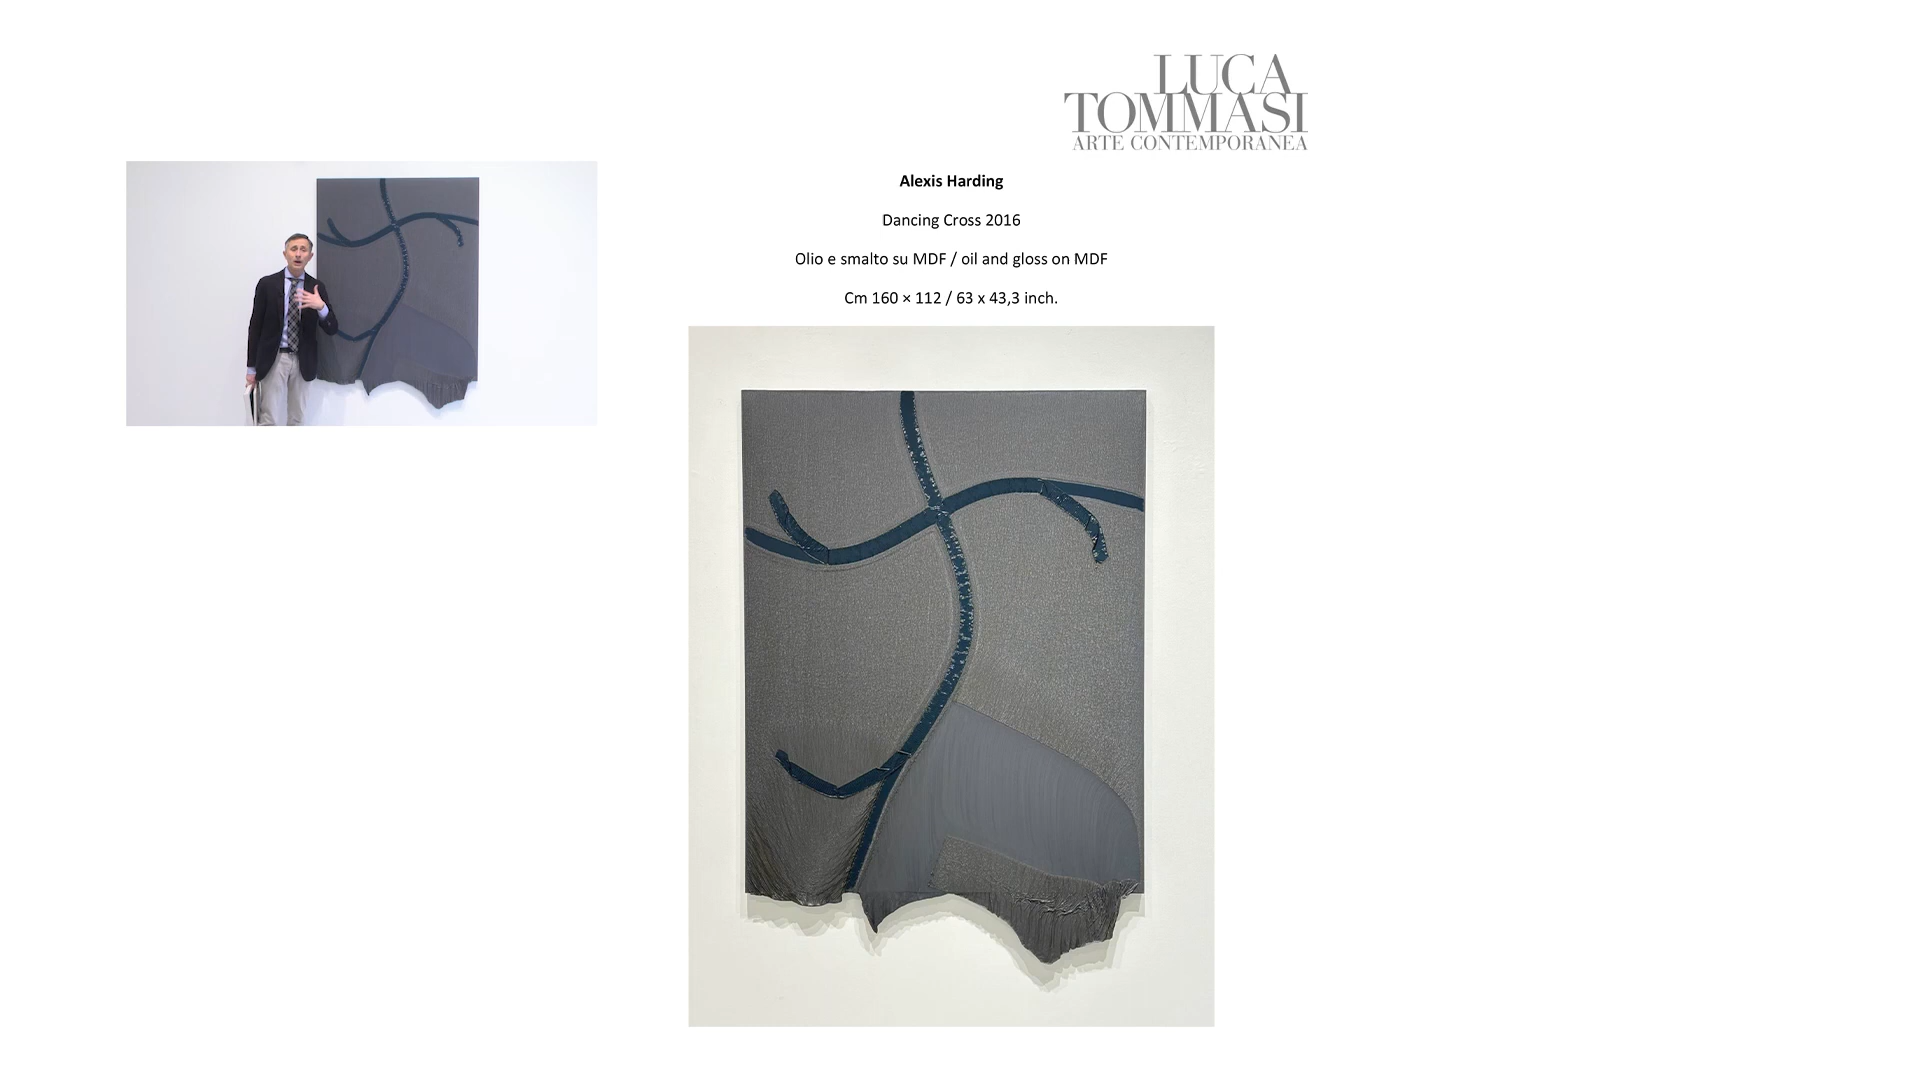 LUCA
TOMMASI
ARTE CONTEMPORANEA
Alexis Harding
Dancing Cross 2016
Olio e smalto su MDF / oil and gloss on MDF
Cm 160 × 112 / 63 x 43,3 inch.